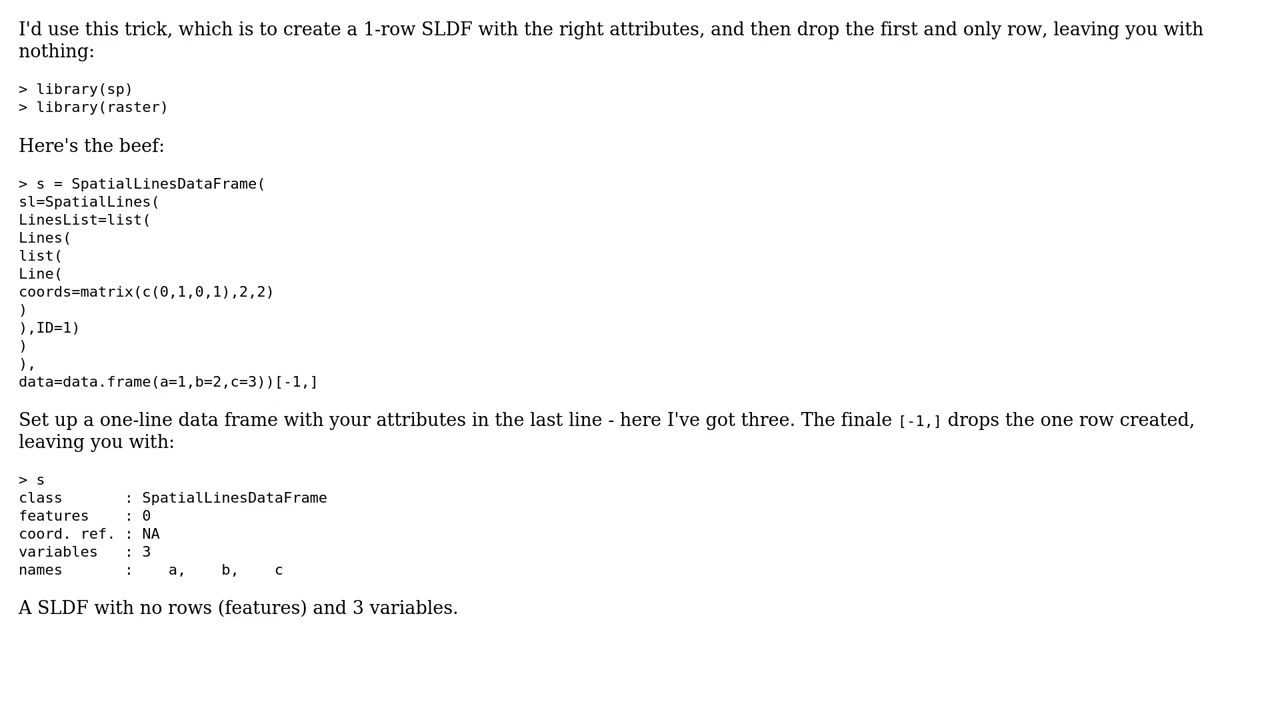 I'd use this trick, which is to create a 1-row SLDF with the right attributes, and then drop the first and only row, leaving you with
nothing:
> library(sp)
> library(raster)
Here's the beef:
> s = SpatialLinesDataFrame(
sl=SpatialLines(
LinesList=list(
Lines(
list(
Line(
coords=matrix(c(0,1,0,1),2,2)
)
),ID=1)
)
),
data=data.frame(a=1,b=2,c=3))[-1,]
Set up a one-line data frame with your attributes in the last line - here I've got three. The finale [-1,] drops the one row created,
leaving you with:
> s
class       : SpatialLinesDataFrame
features    : 0
coord. ref. : NA
variables   : 3
names       :    a,    b,    c
A SLDF with no rows (features) and 3 variables.